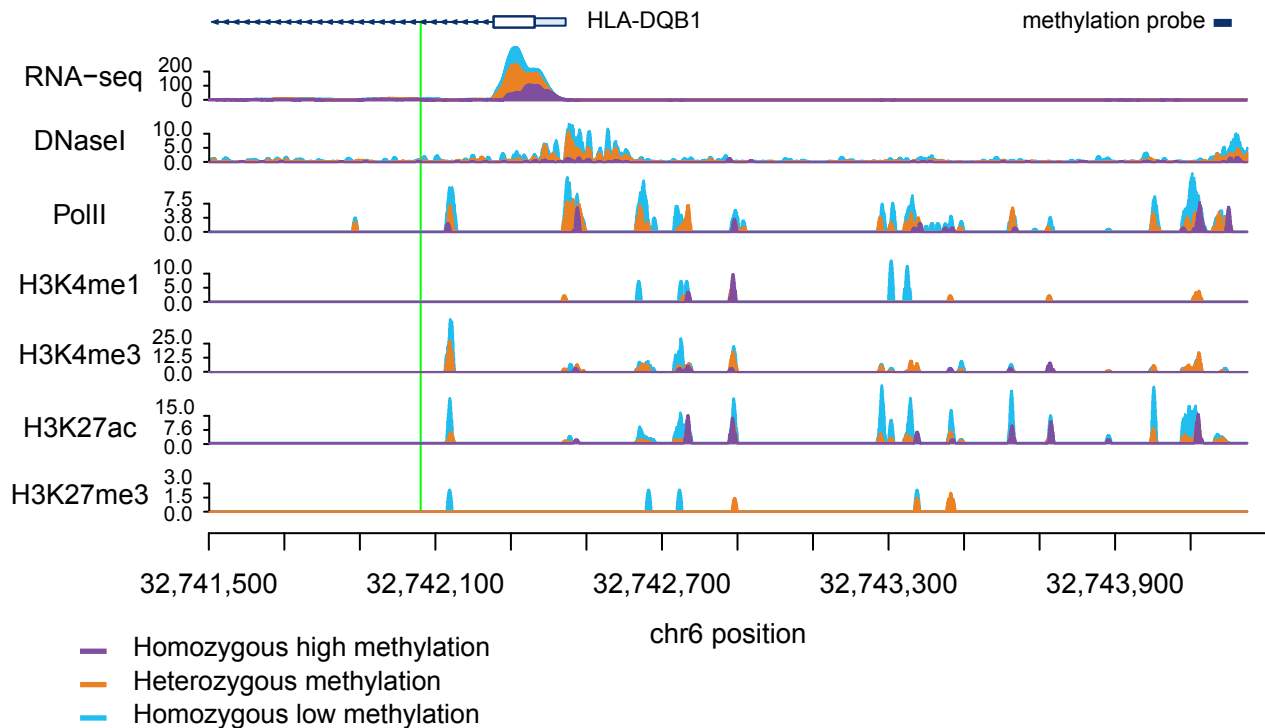 HLA-DQB1 methylation probe
RNA−seq 200 100 0
DNaseI 10.0 5.0 0.0
PolII 7.5 3.8 0.0
H3K4me1 10.0 5.0 0.0
H3K4me3 25.0 12.5 0.0
H3K27ac 15.0 7.6 0.0
H3K27me3 3.0 1.5 0.0
32,741,500 32,742,100 32,742,700 32,743,300 32,743,900
chr6 position
Homozygous high methylation
Heterozygous methylation
Homozygous low methylation